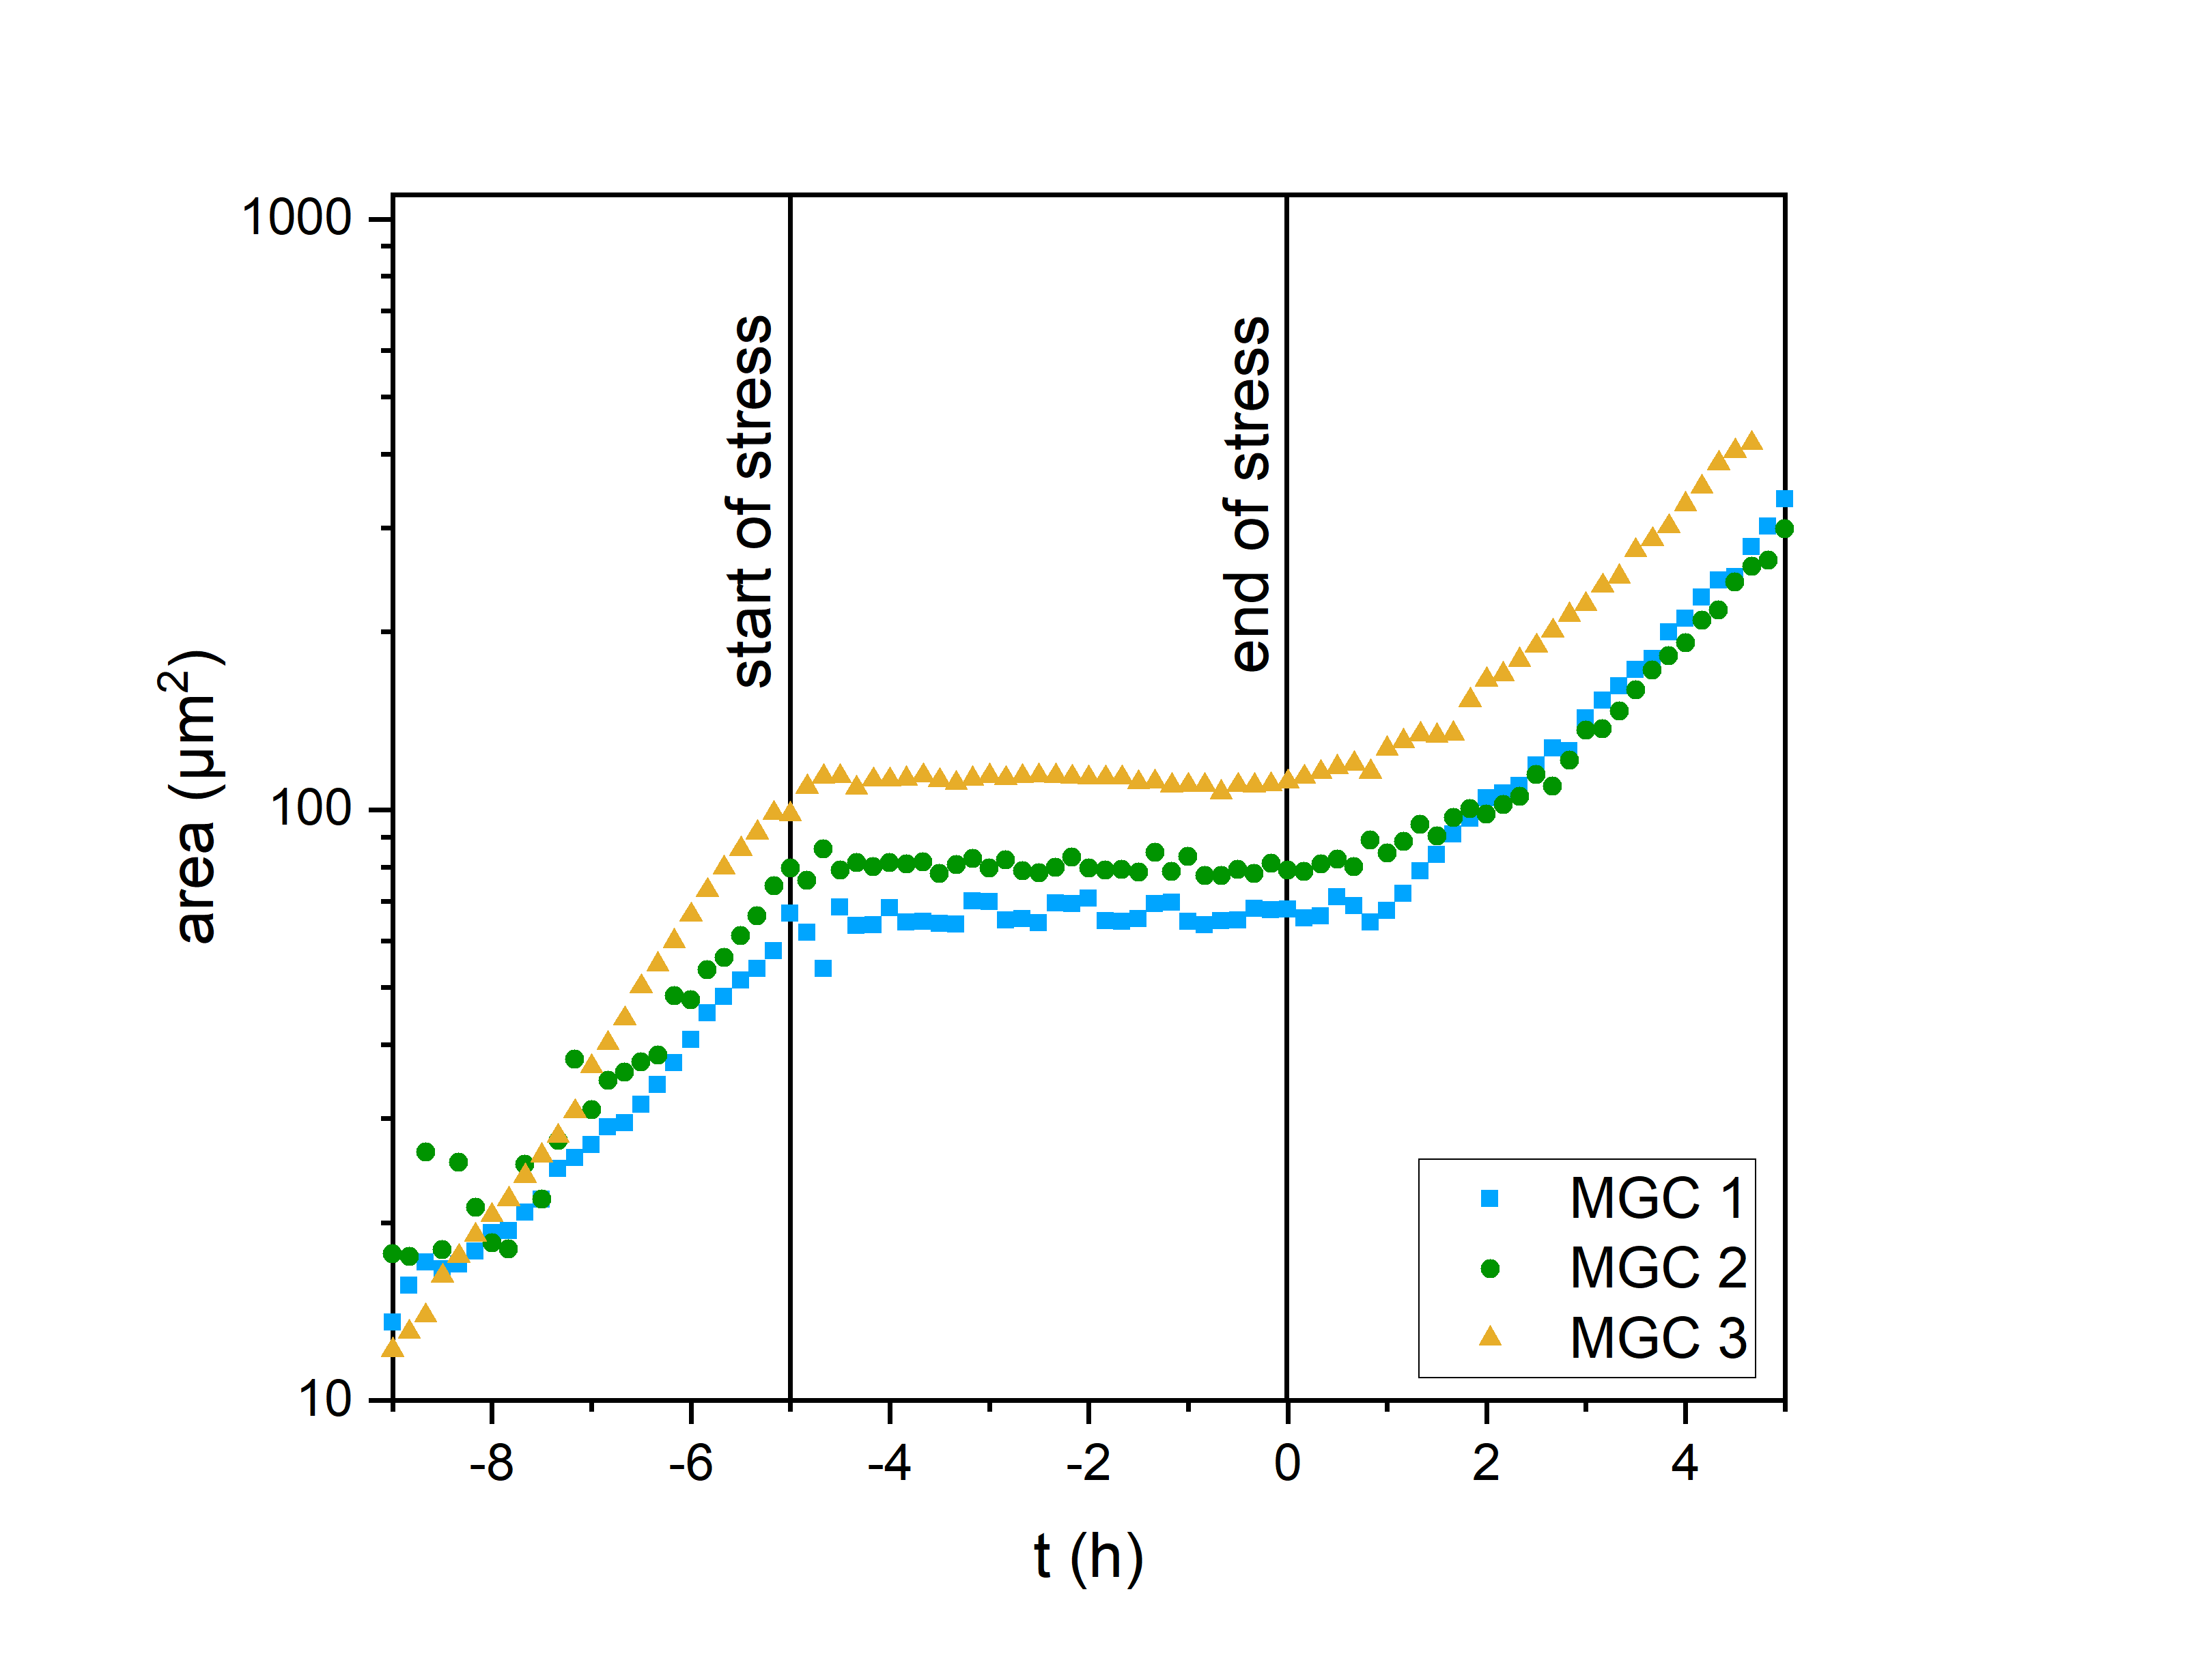 1000
100
10
area (μm²)
start of stress
end of stress
MGC 1
MGC 2
MGC 3
-8 -6 -4 -2 0 2 4
t (h)